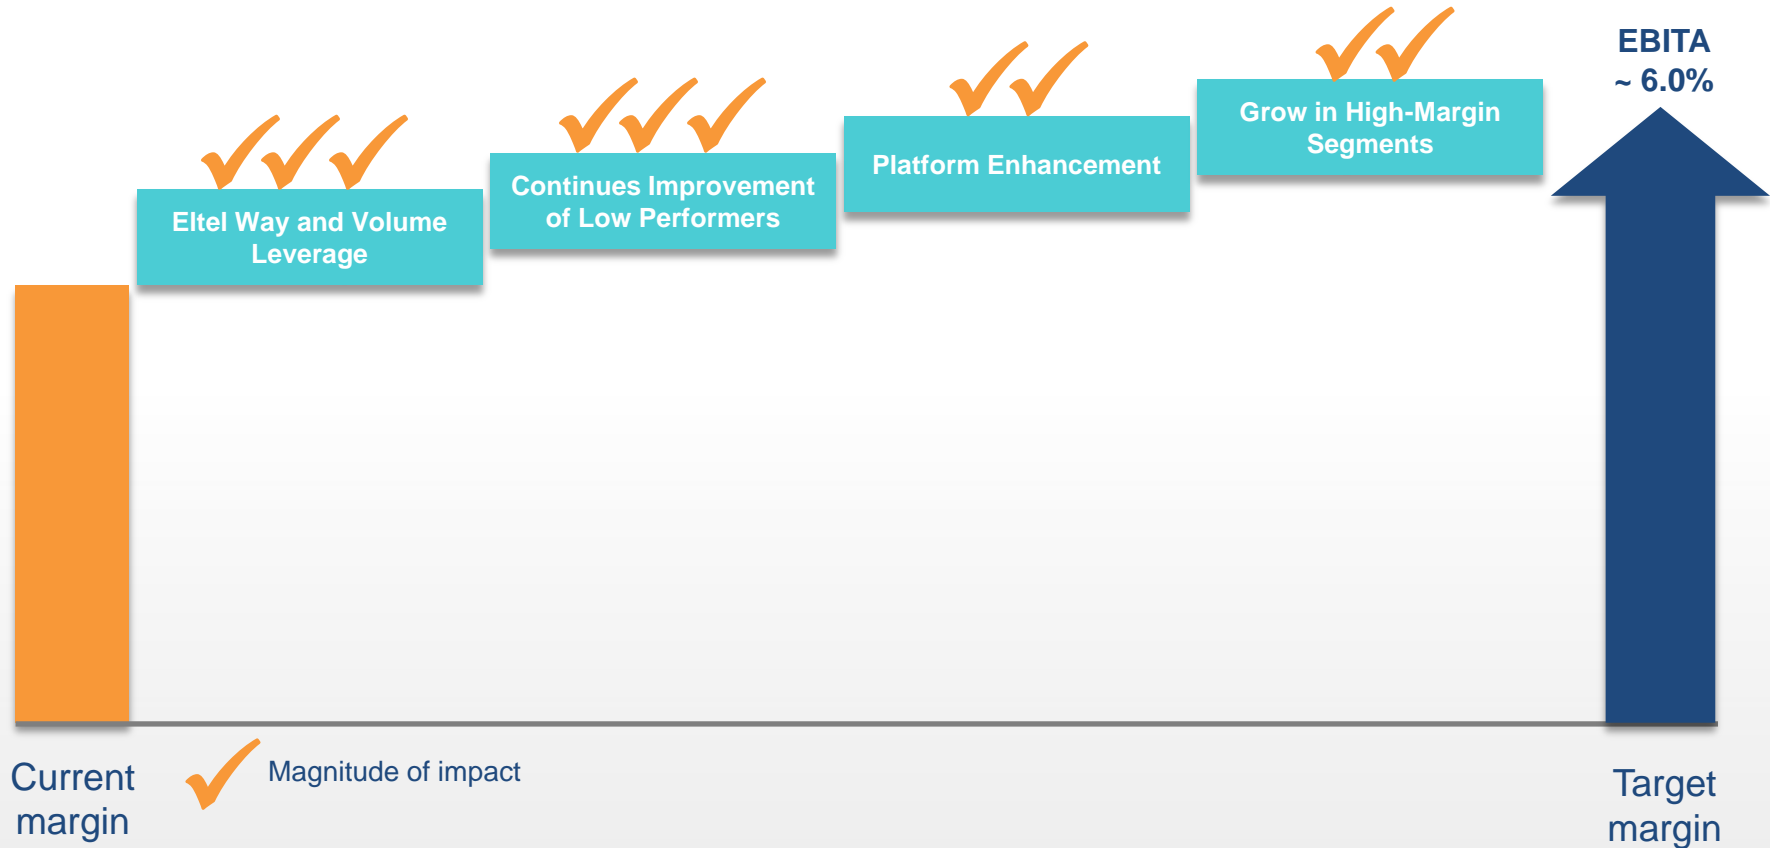 EBITA
~ 6.0%
Grow in High-Margin
Segments
Platform Enhancement
Continues Improvement
of Low Performers
Eltel Way and Volume
Leverage
Current
margin
Magnitude of impact
Target
margin